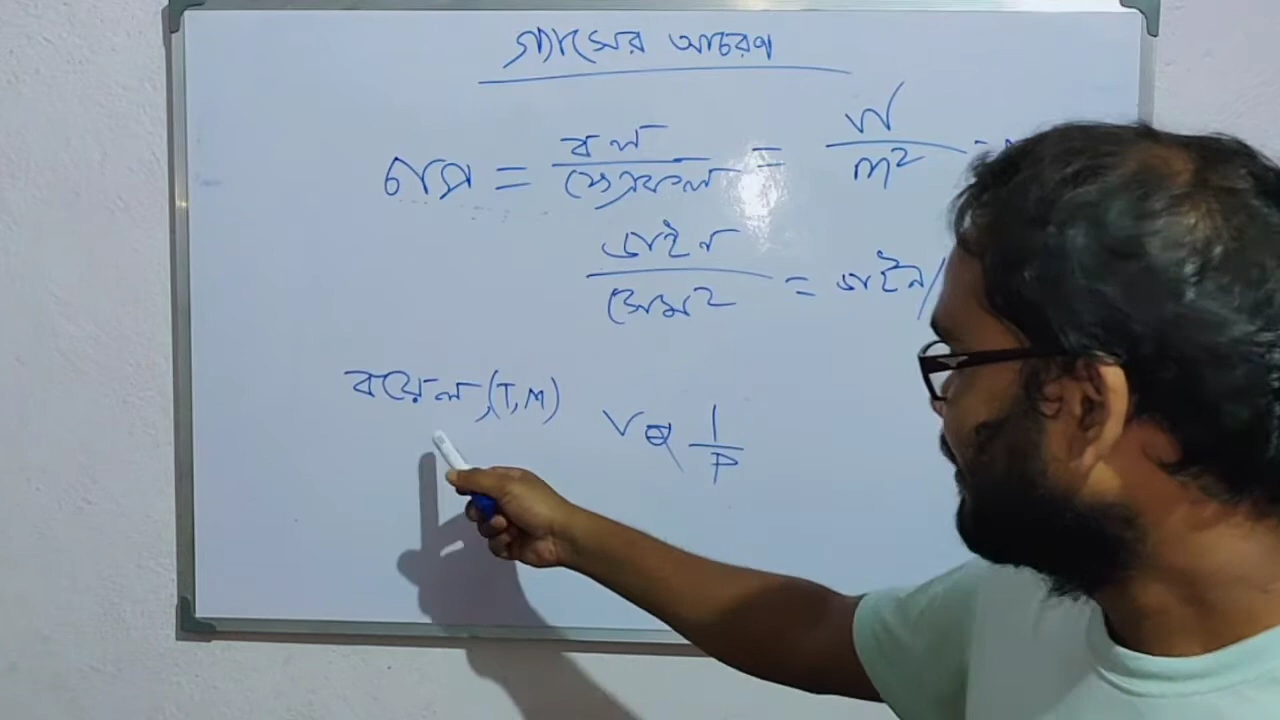 গ্যাসের আচরণ
চাপ = বল / ক্ষেত্রফল = N / m² =
ডাইন / সেমি² = ডাইন/
বয়েল, (T, M) V α 1 / P